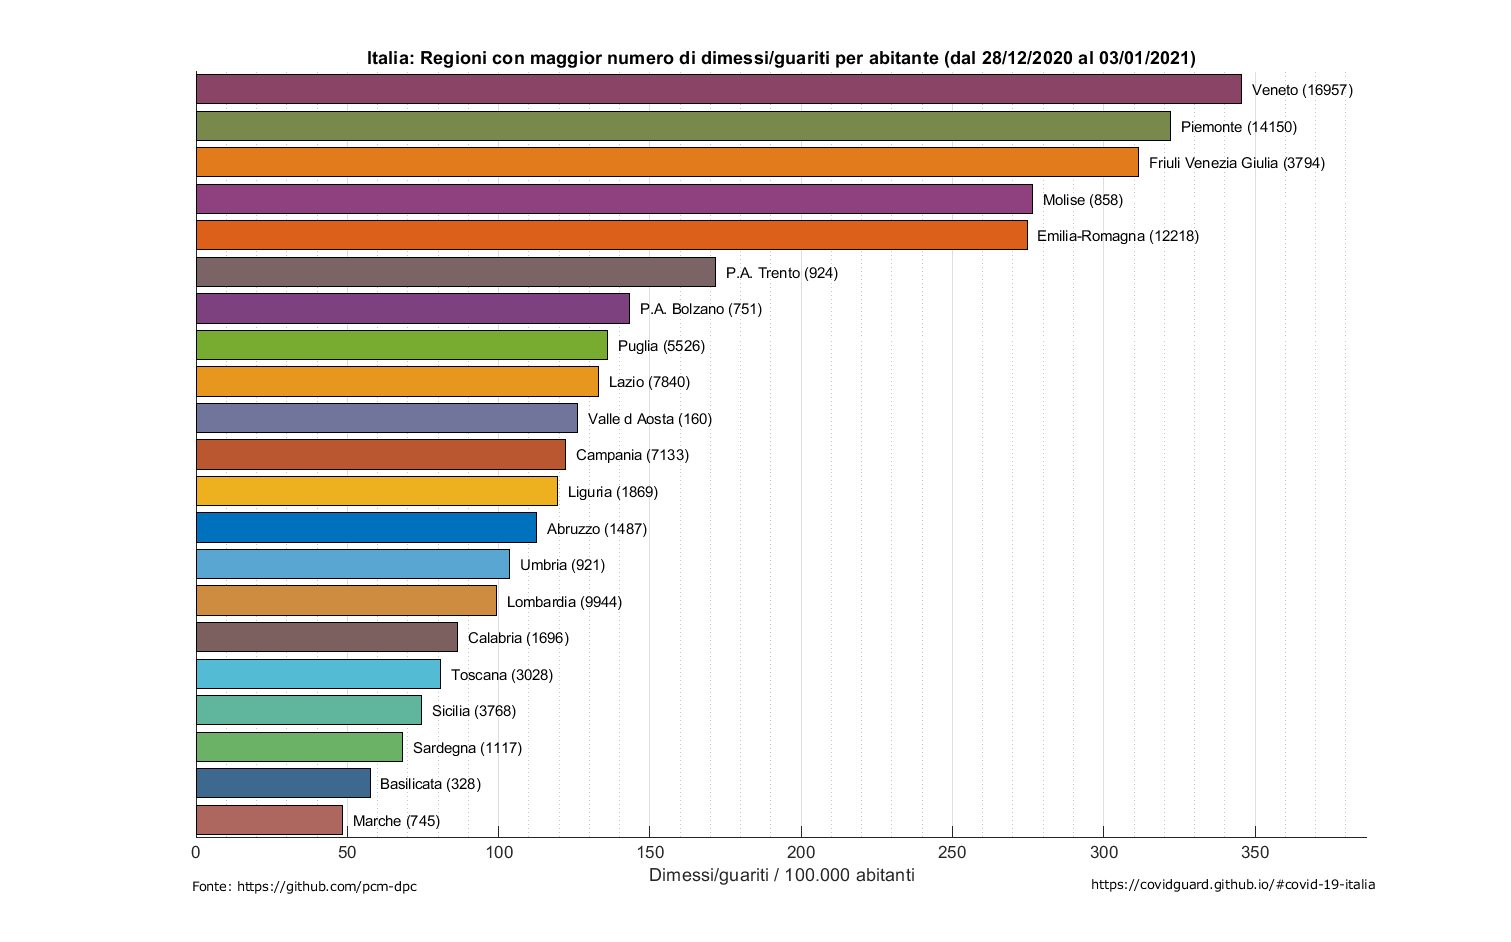 Italia: Regioni con maggior numero di dimessi/guariti per abitante (dal 28/12/2020 al 03/01/2021)
Veneto (16957)
Piemonte (14150)
Friuli Venezia Giulia (3794)
Molise (858)
Emilia-Romagna (12218)
P.A. Trento (924)
P.A. Bolzano (751)
Puglia (5526)
Lazio (7840)
Valle d Aosta (160)
Campania (7133)
Liguria (1869)
Abruzzo (1487)
Umbria (921)
Lombardia (9944)
Calabria (1696)
Toscana (3028)
Sicilia (3768)
Sardegna (1117)
Basilicata (328)
Marche (745)
0 50 100 150 200 250 300 350
Dimessi/guariti / 100.000 abitanti
Fonte: https://github.com/pcm-dpc
https://covidguard.github.io/#covid-19-italia